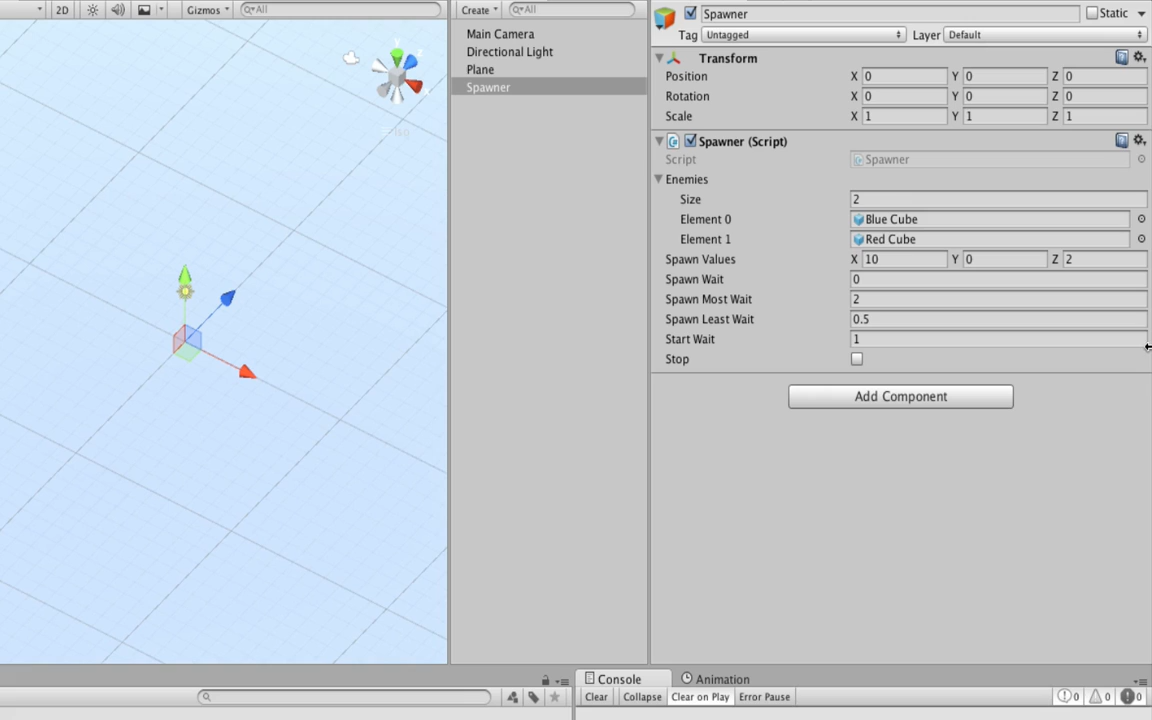 2D Gizmos All Create All Spawner Static
Tag Untagged Layer Default
Main Camera
Directional Light
Plane
Spawner
y
z
x
Iso
Transform
Position X 0 Y 0 Z 0
Rotation X 0 Y 0 Z 0
Scale X 1 Y 1 Z 1
Spawner (Script)
Script Spawner
Enemies
Size 2
Element 0 Blue Cube
Element 1 Red Cube
Spawn Values X 10 Y 0 Z 2
Spawn Wait 0
Spawn Most Wait 2
Spawn Least Wait 0.5
Start Wait 1
Stop
Add Component
Console Animation
Clear Collapse Clear on Play Error Pause 0 0 0